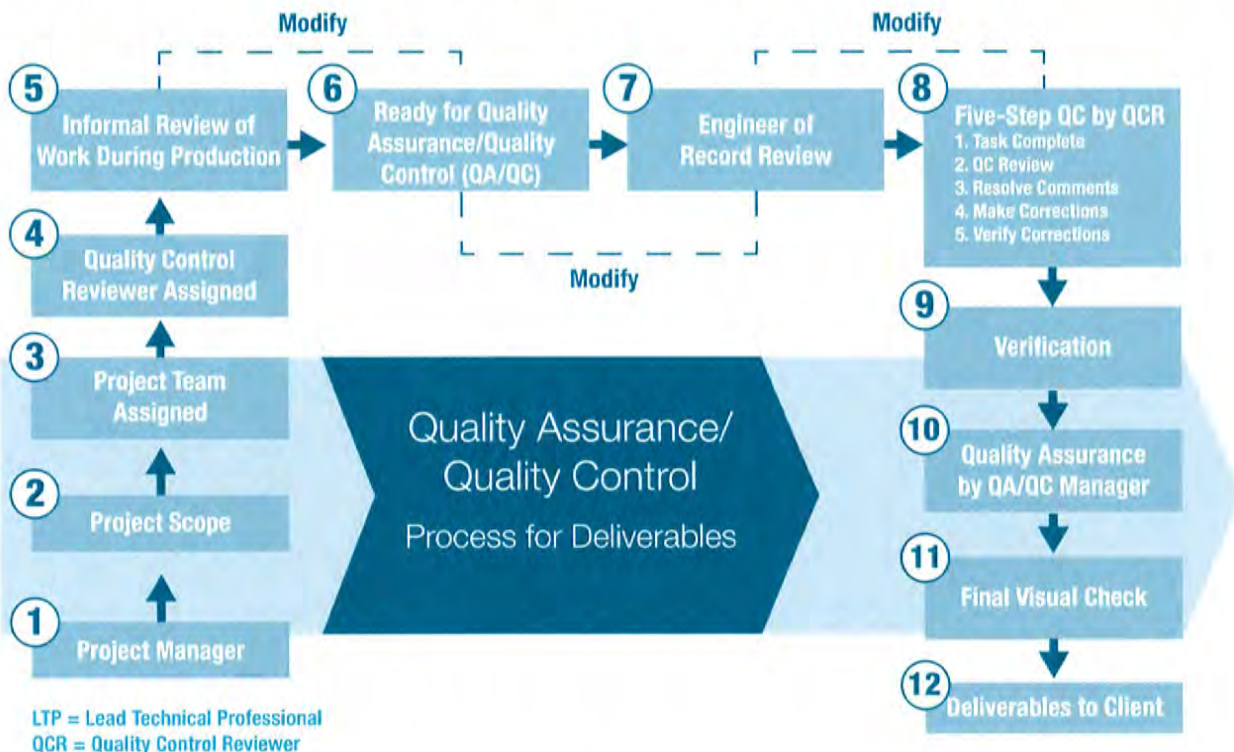 Modify
Modify
5
Informal Review of
Work During Production
6
Ready for Quality
Assurance/Quality
Control (QA/QC)
7
Engineer of
Record Review
8
Five-Step QC by QCR
1. Task Complete
2. QC Review
3. Resolve Comments
4. Make Corrections
5. Verify Corrections
Modify
4
Quality Control
Reviewer Assigned
3
Project Team
Assigned
2
Project Scope
1
Project Manager
Quality Assurance/
Quality Control
Process for Deliverables
9
Verification
10
Quality Assurance
by QA/QC Manager
11
Final Visual Check
12
Deliverables to Client
LTP = Lead Technical Professional
QCR = Quality Control Reviewer